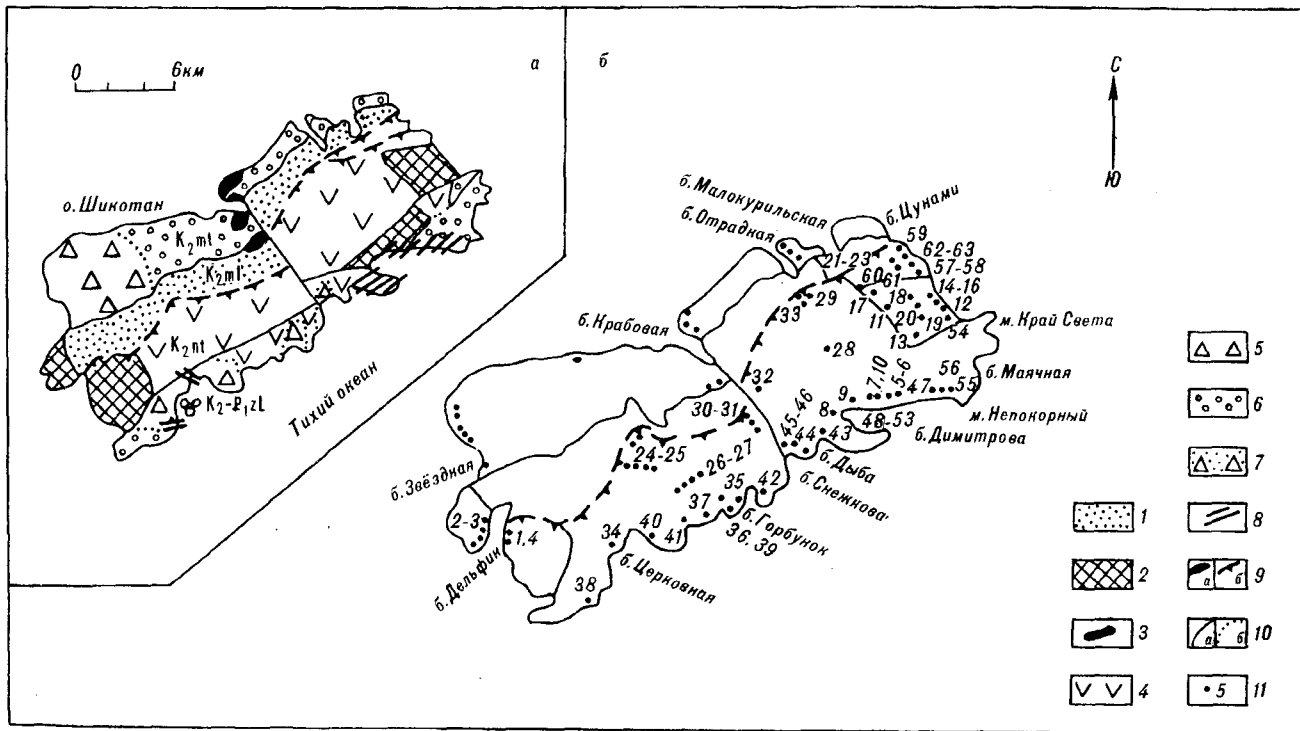 а
б
0 6км
о. Шикотан
K₂mt
K₂ml
K₂nt
K₂-P₁zl
Тихий океан
С
Ю
б. Малокурильская
б. Отрадная
б. Цунами
59
62-63
57-58
14-16
12
21-23
60
61
17
18
11
20
19
13
54
м. Край Света
29
33
28
б. Крабовая
32
9
7,10
5-6
47
56
55
б. Маячная
м. Непокорный
8
48-53
б. Димитрова
45-46
44
43
б. Дыба
б. Снежкова
30-31
24-25
26-27
35
42
37
б. Горбунок
36, 39
б. Звёздная
2-3
1,4
34
40
41
б. Дельфин
б. Церковная
38
1
2
3
4
5
6
7
8
а б 9
а б 10
5 11